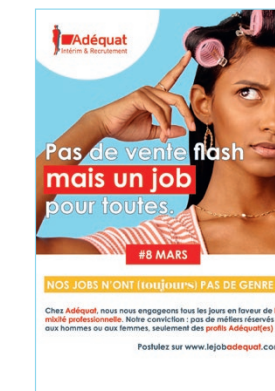 Adéquat
Intérim & Recrutement
Pas de vente flash
mais un job
pour toutes.
#8 MARS
NOS JOBS N'ONT (toujours) PAS DE GENRE
Chez Adéquat, nous nous engageons tous les jours en faveur de
mixité professionnelle. Notre conviction : pas de métiers réservés
aux hommes ou aux femmes, seulement des profils Adéquat(es)
Postulez sur www.lejobadequat.co